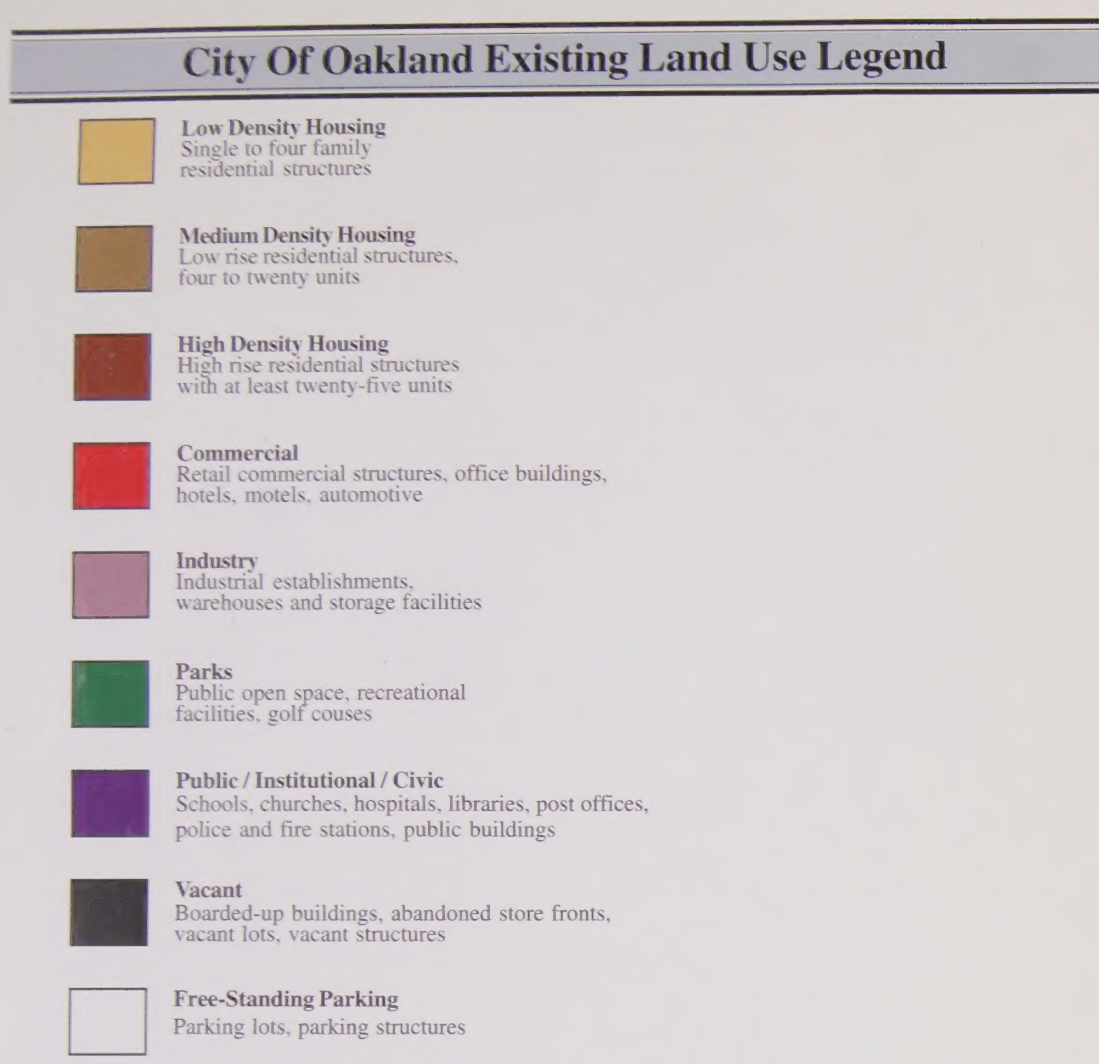 City Of Oakland Existing Land Use Legend
Low Density Housing
Single to four family
residential structures
Medium Density Housing
Low rise residential structures,
four to twenty units
High Density Housing
High rise residential structures
with at least twenty-five units
Commercial
Retail commercial structures, office buildings,
hotels, motels, automotive
Industry
Industrial establishments,
warehouses and storage facilities
Parks
Public open space, recreational
facilities, golf couses
Public / Institutional / Civic
Schools, churches, hospitals, libraries, post offices,
police and fire stations, public buildings
Vacant
Boarded-up buildings, abandoned store fronts,
vacant lots, vacant structures
Free-Standing Parking
Parking lots, parking structures